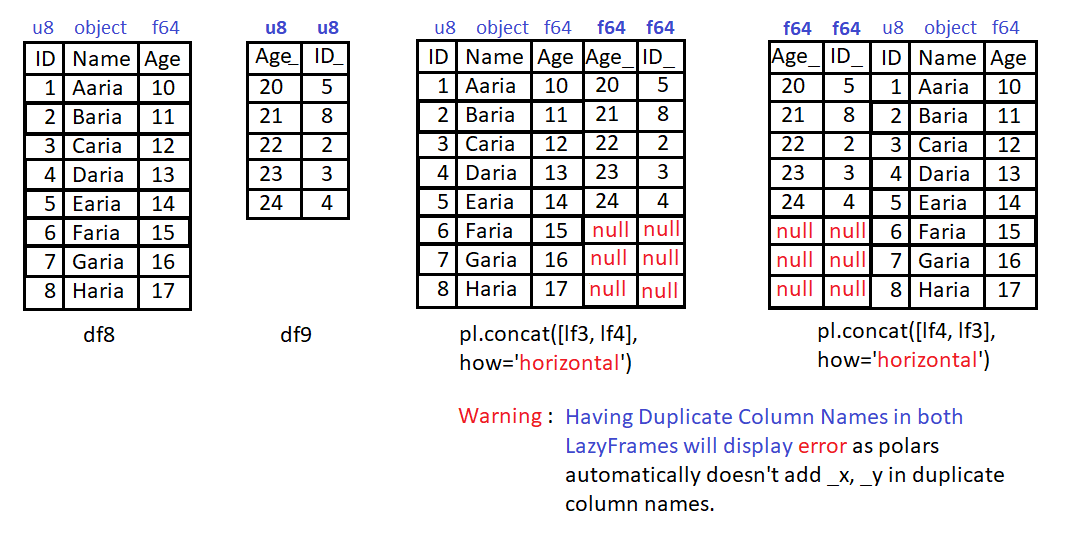 u8 object f64
ID Name Age
1 Aaria 10
2 Baria 11
3 Caria 12
4 Daria 13
5 Earia 14
6 Faria 15
7 Garia 16
8 Haria 17
df8
u8 u8
Age_ ID_
20 5
21 8
22 2
23 3
24 4
df9
u8 object f64 f64 f64
ID Name Age Age_ ID_
1 Aaria 10 20 5
2 Baria 11 21 8
3 Caria 12 22 2
4 Daria 13 23 3
5 Earia 14 24 4
6 Faria 15 null null
7 Garia 16 null null
8 Haria 17 null null
pl.concat([lf3, lf4],
how='horizontal')
f64 f64 u8 object f64
Age_ ID_ ID Name Age
20 5 1 Aaria 10
21 8 2 Baria 11
22 2 3 Caria 12
23 3 4 Daria 13
24 4 5 Earia 14
null null 6 Faria 15
null null 7 Garia 16
null null 8 Haria 17
pl.concat([lf4, lf3],
how='horizontal')
Warning : Having Duplicate Column Names in both
LazyFrames will display error as polars
automatically doesn't add _x, _y in duplicate
column names.